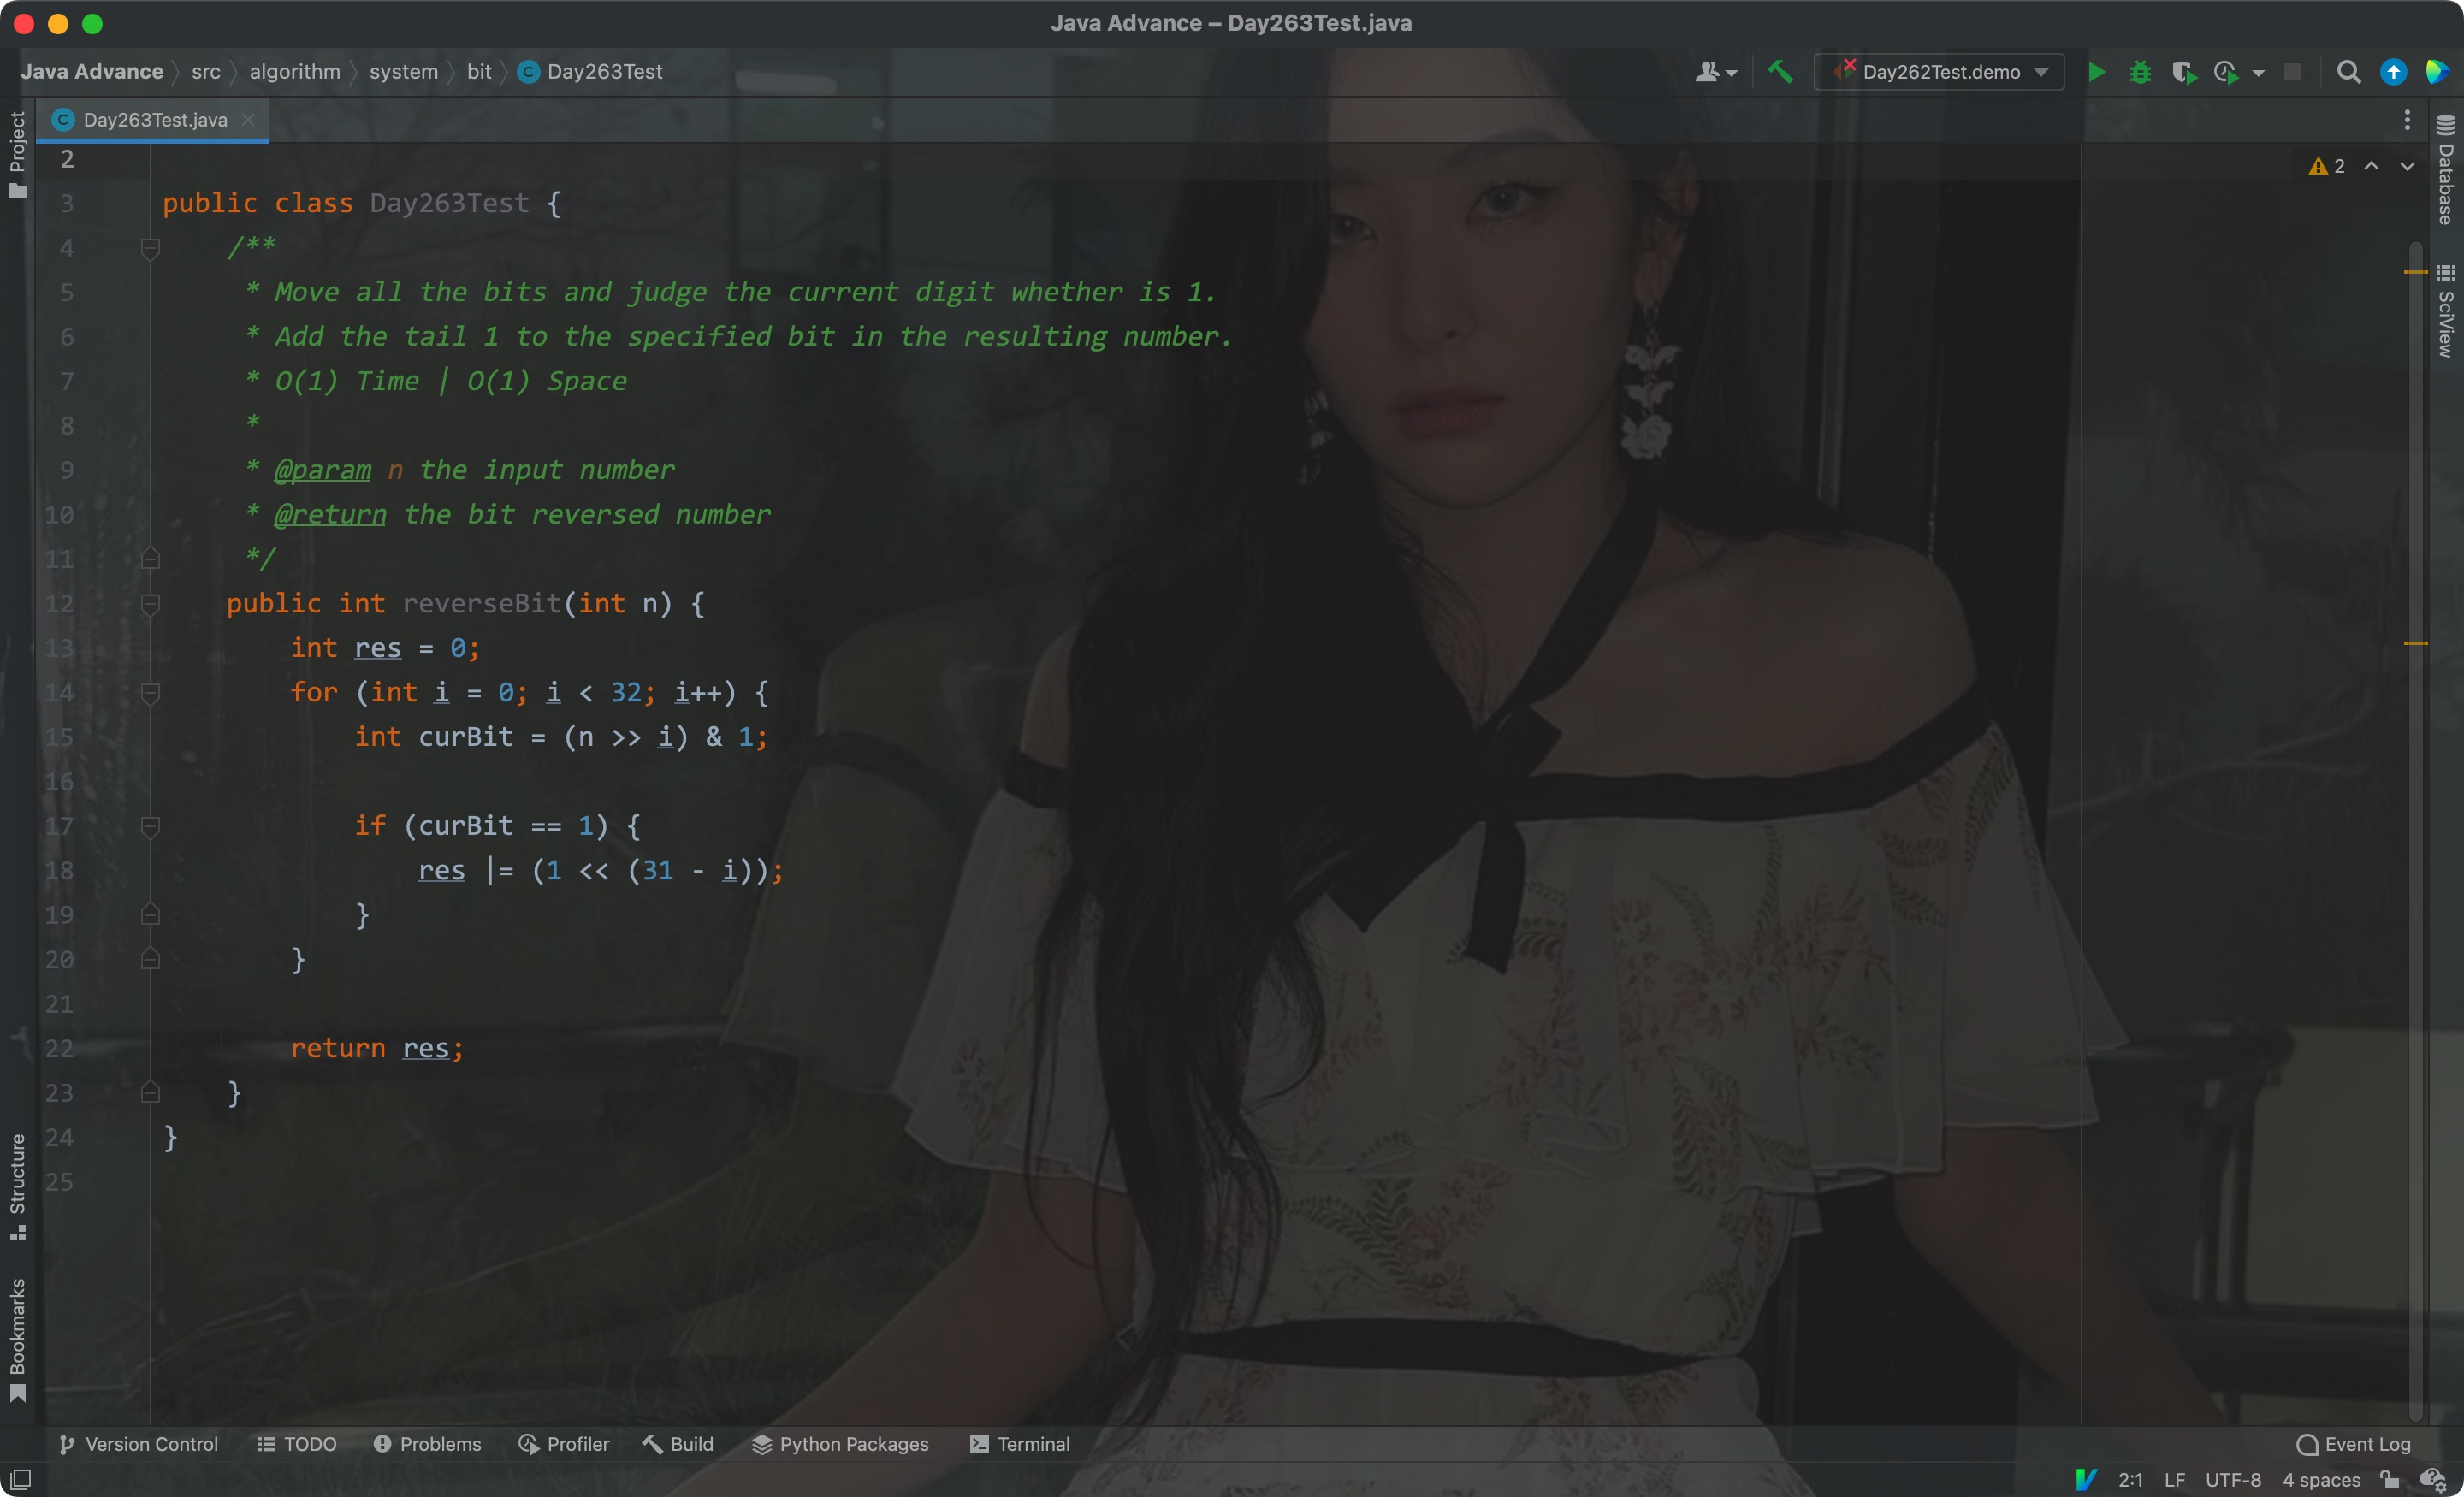 Java Advance – Day263Test.java
Java Advance src algorithm system bit C Day263Test Day262Test.demo
Project
C Day263Test.java
2 2
Database
3 public class Day263Test {
4 /**
5 * Move all the bits and judge the current digit whether is 1.
SciView
6 * Add the tail 1 to the specified bit in the resulting number.
7 * O(1) Time | O(1) Space
8 *
9 * @param n the input number
10 * @return the bit reversed number
11 */
12 public int reverseBit(int n) {
13 int res = 0;
14 for (int i = 0; i < 32; i++) {
15 int curBit = (n >> i) & 1;
16
17 if (curBit == 1) {
18 res |= (1 << (31 - i));
19 }
20 }
21
22 return res;
23 }
24 }
25
Structure
Bookmarks
Version Control TODO Problems Profiler Build Python Packages Terminal Event Log
2:1 LF UTF-8 4 spaces